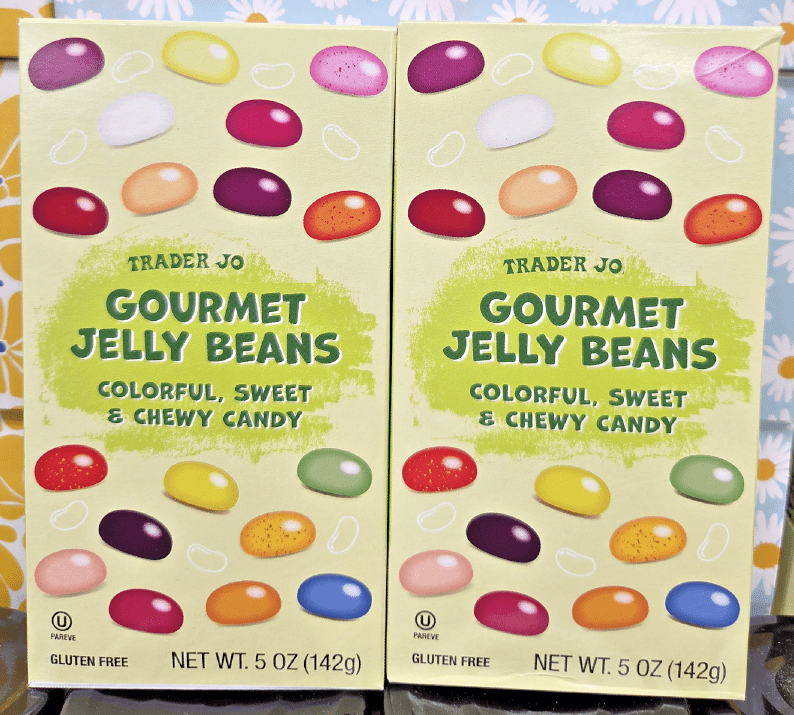 TRADER JO
GOURMET
JELLY BEANS
COLORFUL, SWEET
& CHEWY CANDY
U
PAREVE
GLUTEN FREE
NET WT. 5 OZ (142g)
TRADER JO
GOURMET
JELLY BEANS
COLORFUL, SWEET
& CHEWY CANDY
U
PAREVE
GLUTEN FREE
NET WT. 5 OZ (142g)